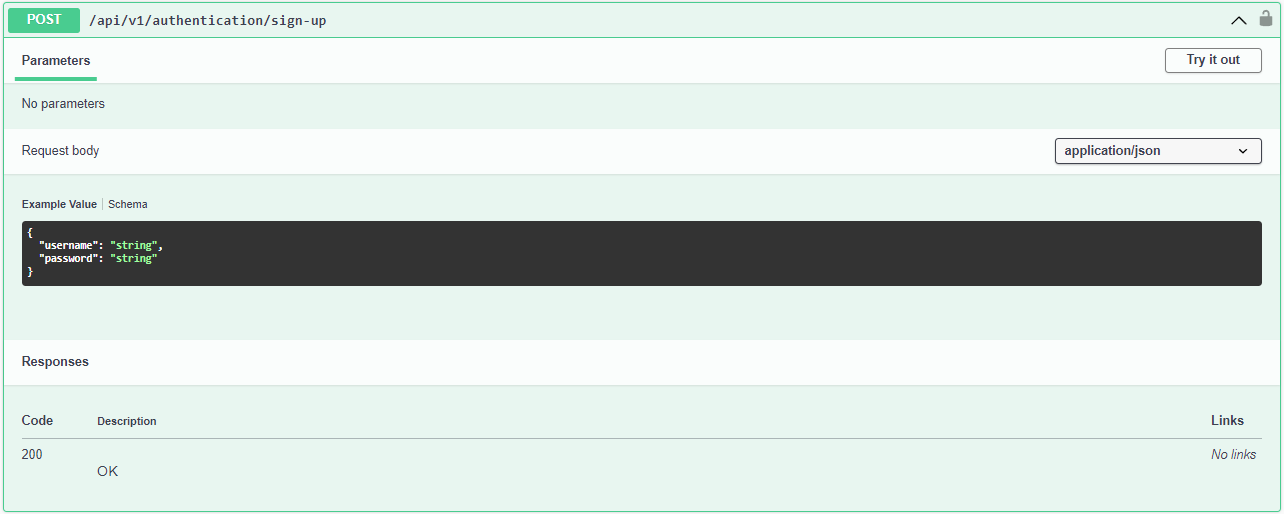 POST /api/v1/authentication/sign-up
Parameters Try it out
No parameters
Request body application/json
Example Value Schema
{
  "username": "string",
  "password": "string"
}
Responses
Code Description Links
200 No links
OK